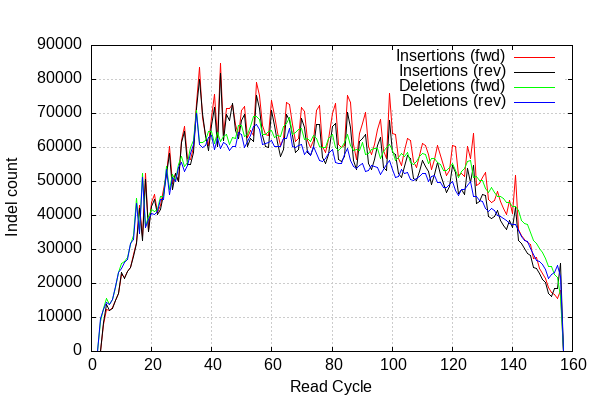 90000
80000
70000
60000
50000
40000
30000
20000
10000
0
Indel count
Insertions (fwd)
Insertions (rev)
Deletions (fwd)
Deletions (rev)
0 20 40 60 80 100 120 140 160
Read Cycle